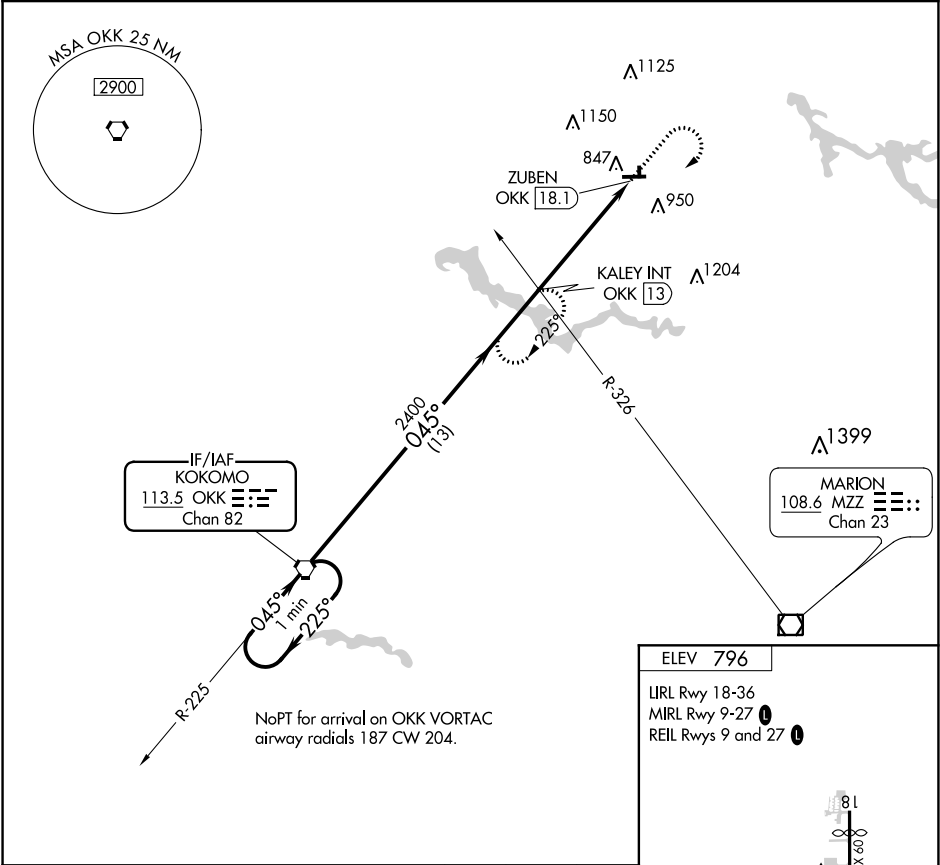 MSA OKK 25 NM
2900
1125
1150
847
ZUBEN
OKK 18.1
950
KALEY INT
OKK 13
1204
225°
R-326
2400
045°
(13)
1399
IF/IAF
KOKOMO
113.5 OKK
Chan 82
MARION
108.6 MZZ
Chan 23
045°
1 min
225°
R-225
NoPT for arrival on OKK VORTAC
airway radials 187 CW 204.
ELEV 796
LIRL Rwy 18-36
MIRL Rwy 9-27 L
REIL Rwys 9 and 27 L
18
X 60